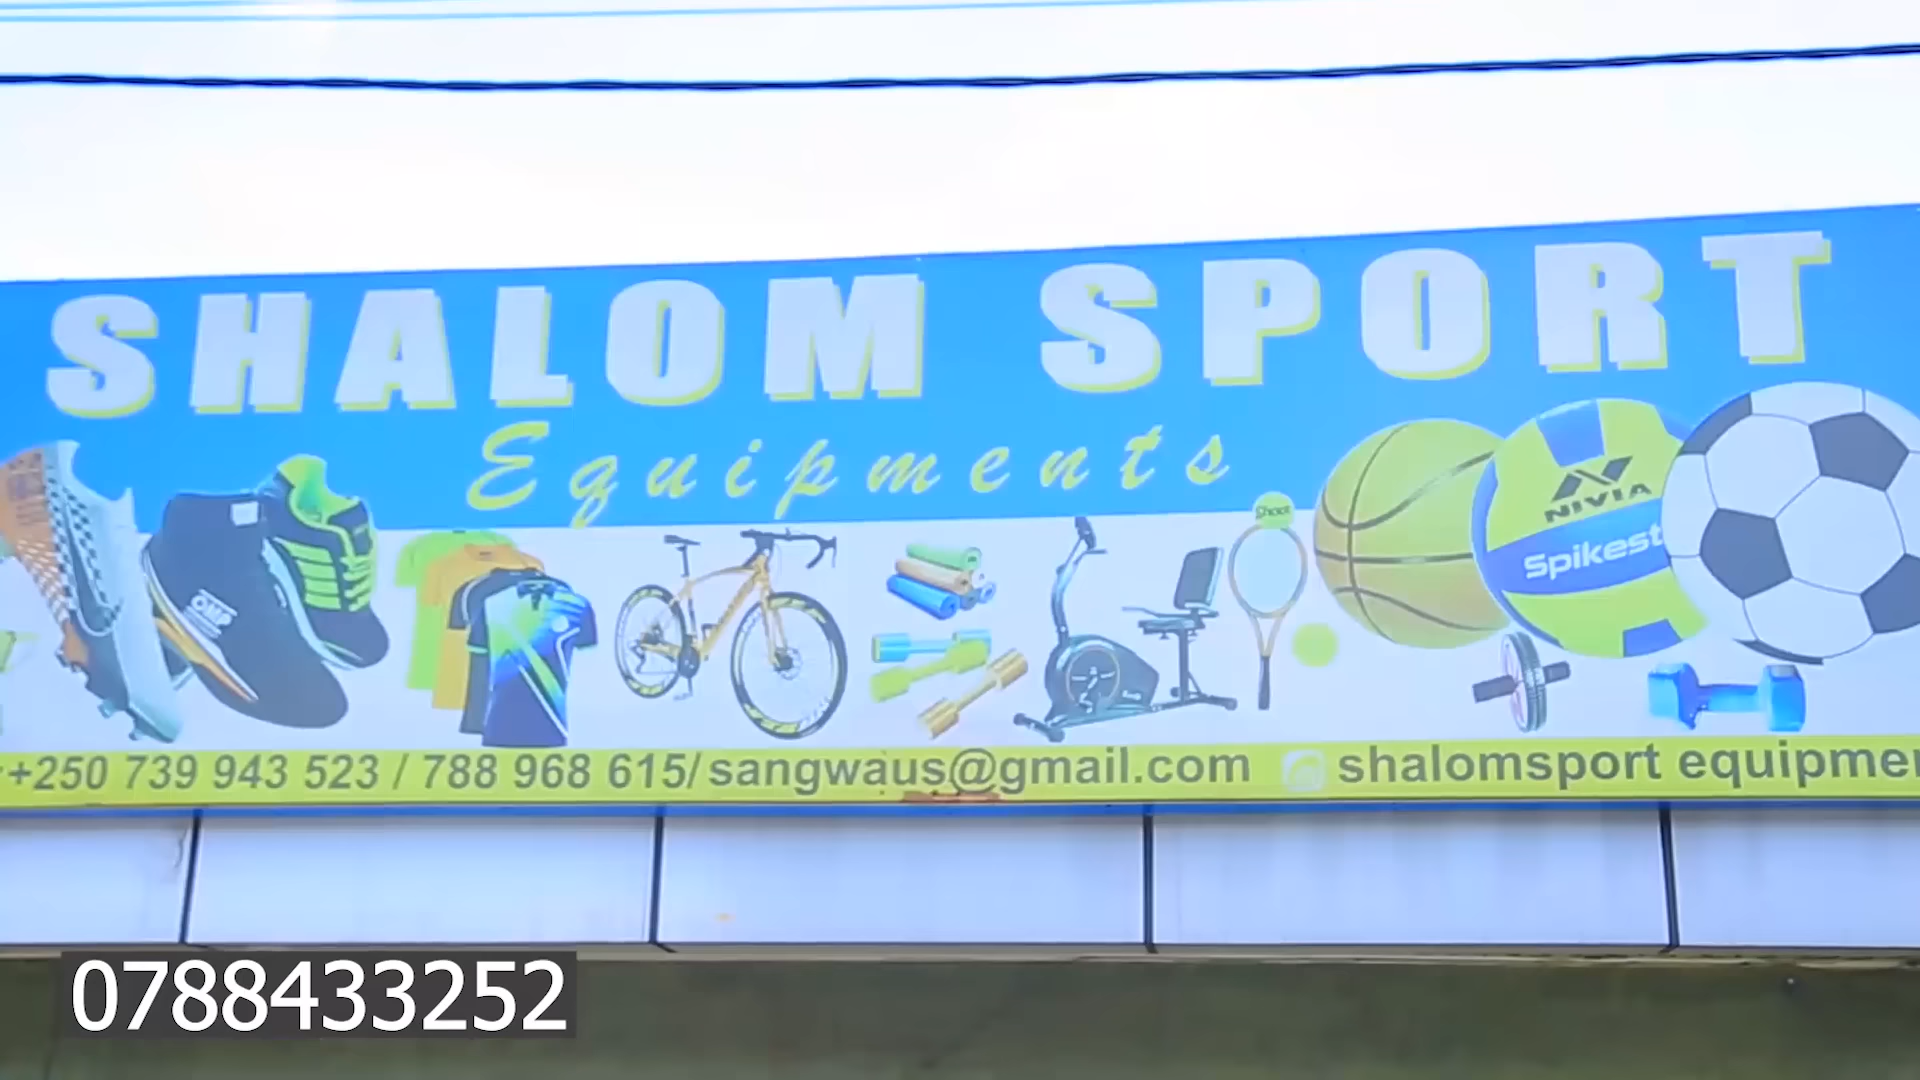 SHALOM SPORT
Equipments
Shoot
NIVIA
Spikest
OMP
+250 739 943 523 / 788 968 615/ sangwaus@gmail.com shalomsport equipmen
0788433252